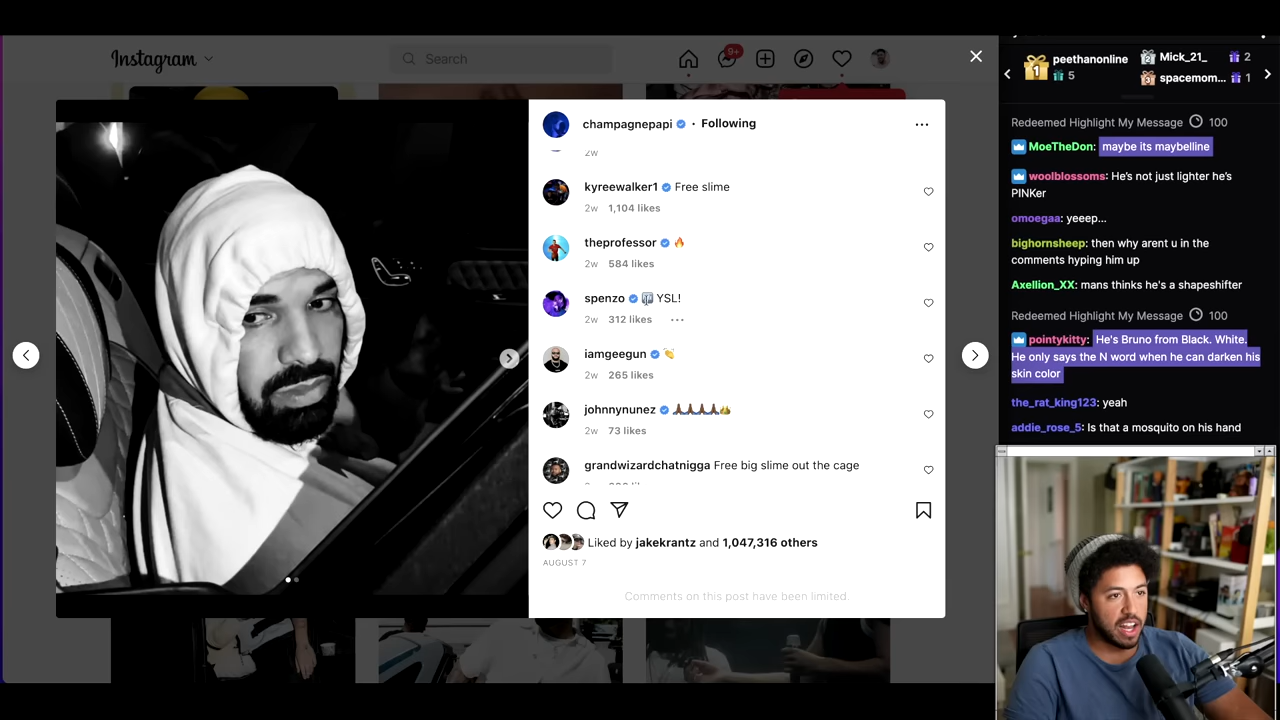 Instagram
Search
9+
champagnepapi • Following
2w
kyreewalker1 Free slime
2w 1,104 likes
theprofessor 🔥
2w 584 likes
spenzo YSL!
2w 312 likes
iamgeegun 👏
2w 265 likes
johnnynunez
2w 73 likes
grandwizardchatnigga Free big slime out the cage
Liked by jakekrantz and 1,047,316 others
AUGUST 7
Comments on this post have been limited.
1 peethanonline
5
Mick_21_ 2
spacemom... 1
Redeemed Highlight My Message 100
MoeTheDon: maybe its maybelline
woolblossoms: He's not just lighter he's
PINKer
omoegaa: yeeep...
bighornsheep: then why arent u in the
comments hyping him up
Axellion_XX: mans thinks he's a shapeshifter
Redeemed Highlight My Message 100
pointykitty: He's Bruno from Black. White.
He only says the N word when he can darken his
skin color
the_rat_king123: yeah
addie_rose_5: Is that a mosquito on his hand